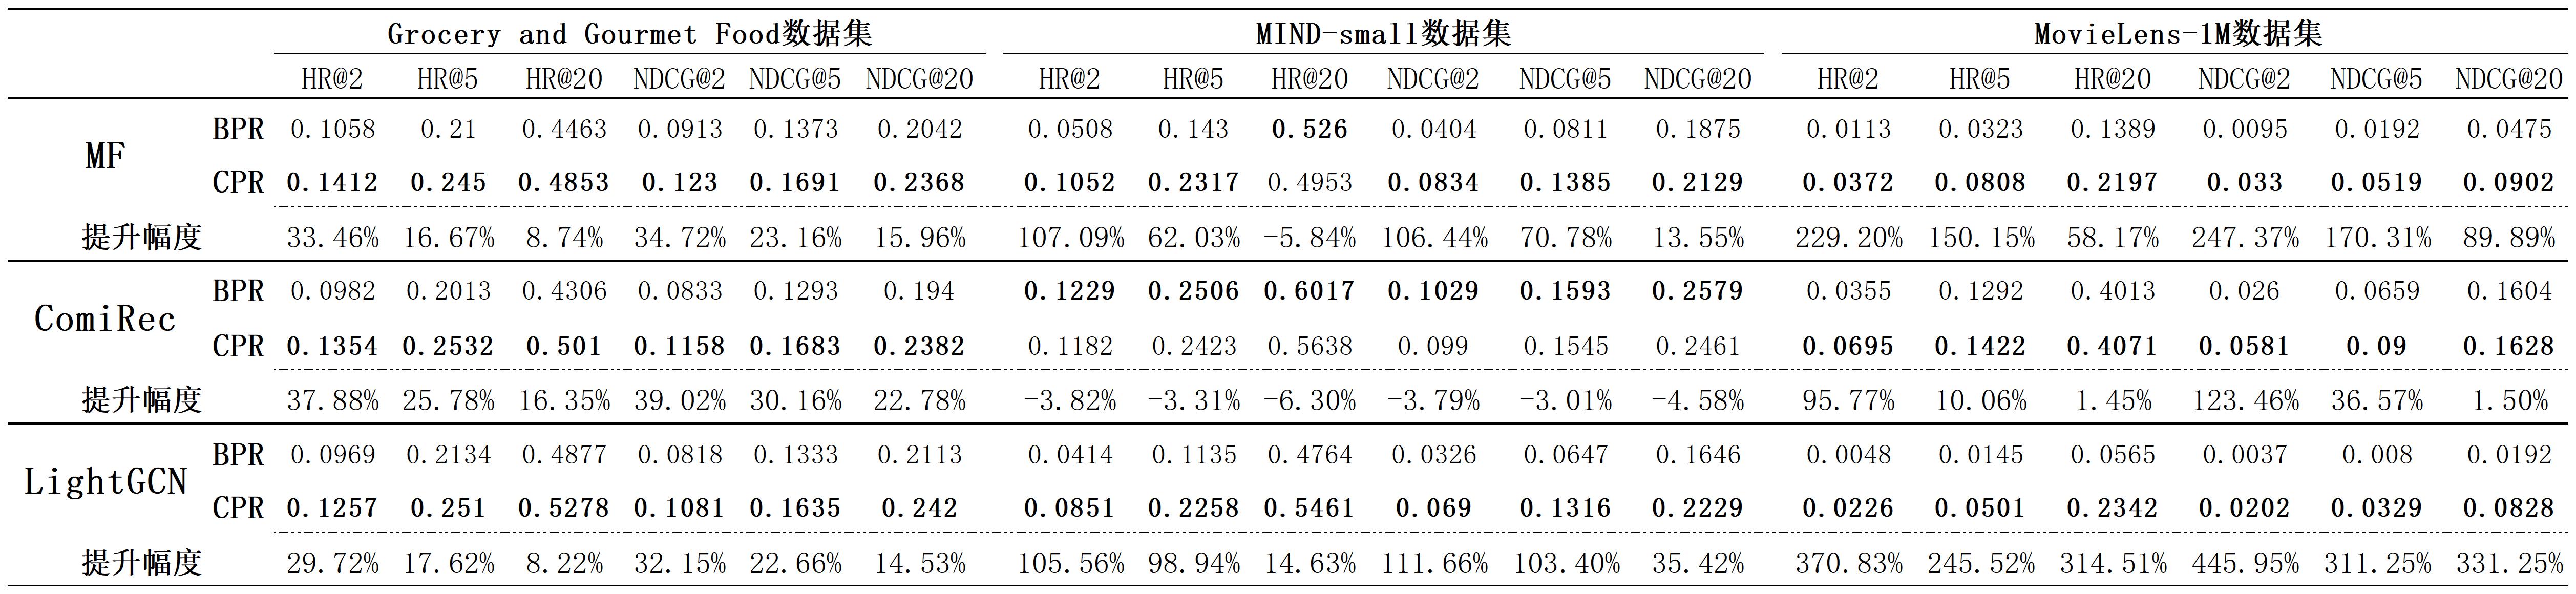 Grocery and Gourmet Food数据集 MIND-small数据集 MovieLens-1M数据集
HR@2 HR@5 HR@20 NDCG@2 NDCG@5 NDCG@20 HR@2 HR@5 HR@20 NDCG@2 NDCG@5 NDCG@20 HR@2 HR@5 HR@20 NDCG@2 NDCG@5 NDCG@20
MF
BPR 0.1058 0.21 0.4463 0.0913 0.1373 0.2042 0.0508 0.143 0.526 0.0404 0.0811 0.1875 0.0113 0.0323 0.1389 0.0095 0.0192 0.0475
CPR 0.1412 0.245 0.4853 0.123 0.1691 0.2368 0.1052 0.2317 0.4953 0.0834 0.1385 0.2129 0.0372 0.0808 0.2197 0.033 0.0519 0.0902
提升幅度 33.46% 16.67% 8.74% 34.72% 23.16% 15.96% 107.09% 62.03% -5.84% 106.44% 70.78% 13.55% 229.20% 150.15% 58.17% 247.37% 170.31% 89.89%
ComiRec
BPR 0.0982 0.2013 0.4306 0.0833 0.1293 0.194 0.1229 0.2506 0.6017 0.1029 0.1593 0.2579 0.0355 0.1292 0.4013 0.026 0.0659 0.1604
CPR 0.1354 0.2532 0.501 0.1158 0.1683 0.2382 0.1182 0.2423 0.5638 0.099 0.1545 0.2461 0.0695 0.1422 0.4071 0.0581 0.09 0.1628
提升幅度 37.88% 25.78% 16.35% 39.02% 30.16% 22.78% -3.82% -3.31% -6.30% -3.79% -3.01% -4.58% 95.77% 10.06% 1.45% 123.46% 36.57% 1.50%
LightGCN
BPR 0.0969 0.2134 0.4877 0.0818 0.1333 0.2113 0.0414 0.1135 0.4764 0.0326 0.0647 0.1646 0.0048 0.0145 0.0565 0.0037 0.008 0.0192
CPR 0.1257 0.251 0.5278 0.1081 0.1635 0.242 0.0851 0.2258 0.5461 0.069 0.1316 0.2229 0.0226 0.0501 0.2342 0.0202 0.0329 0.0828
提升幅度 29.72% 17.62% 8.22% 32.15% 22.66% 14.53% 105.56% 98.94% 14.63% 111.66% 103.40% 35.42% 370.83% 245.52% 314.51% 445.95% 311.25% 331.25%